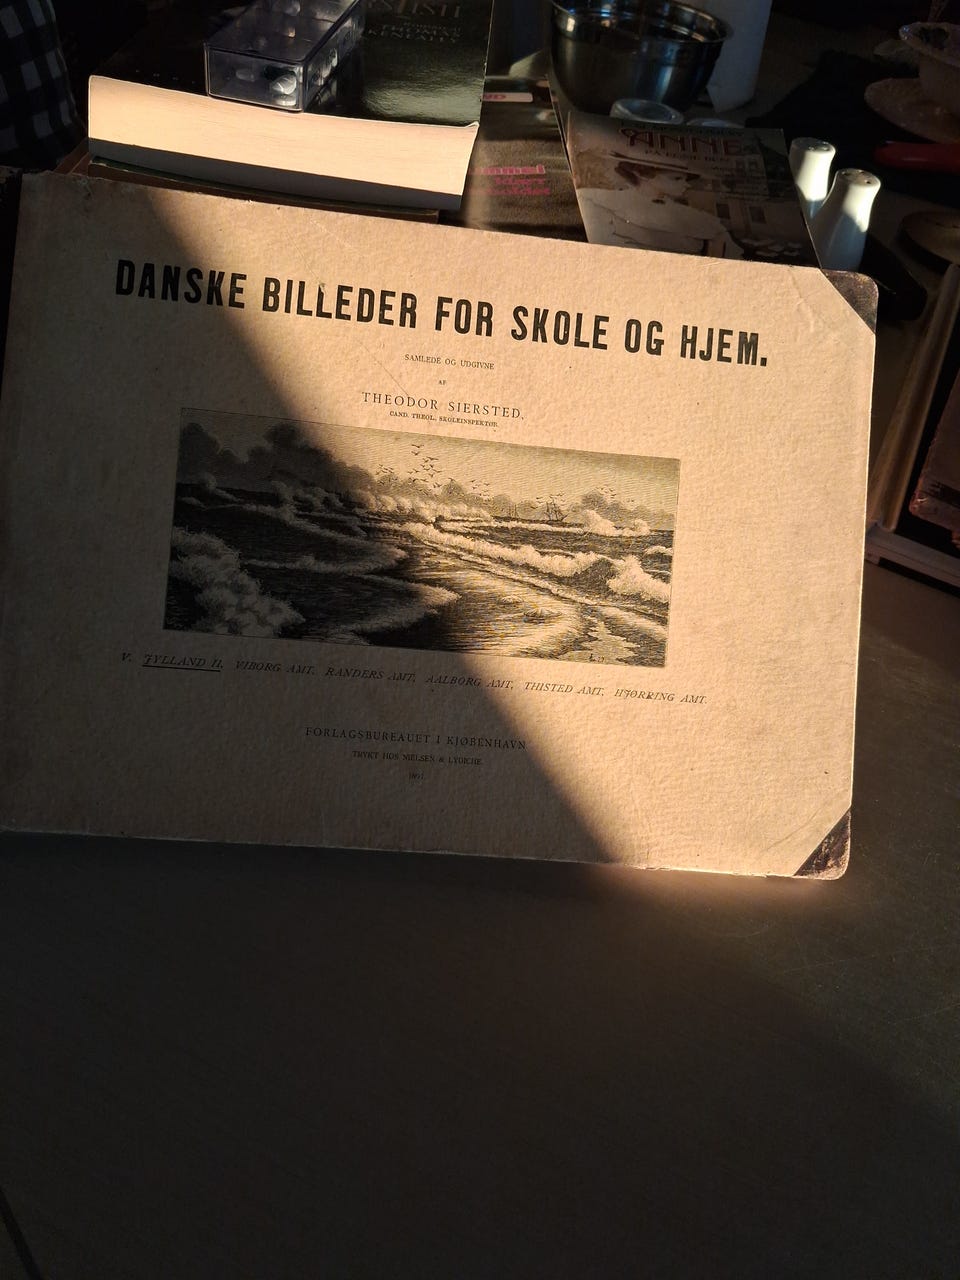 ANNE
DANSKE BILLEDER FOR SKOLE OG HJEM.
SAMLEDE OG UDGIVNE
AF
THEODOR SIERSTED,
CAND. THEOL., SKOLEINSPEKTØR.
V. JYLLAND II. VIBORG AMT, RANDERS AMT, AALBORG AMT, THISTED AMT, HJØRRING AMT.
FORLAGSBUREAUET I KJØBENHAVN
TRYKT HOS NIELSEN & LYDICHE